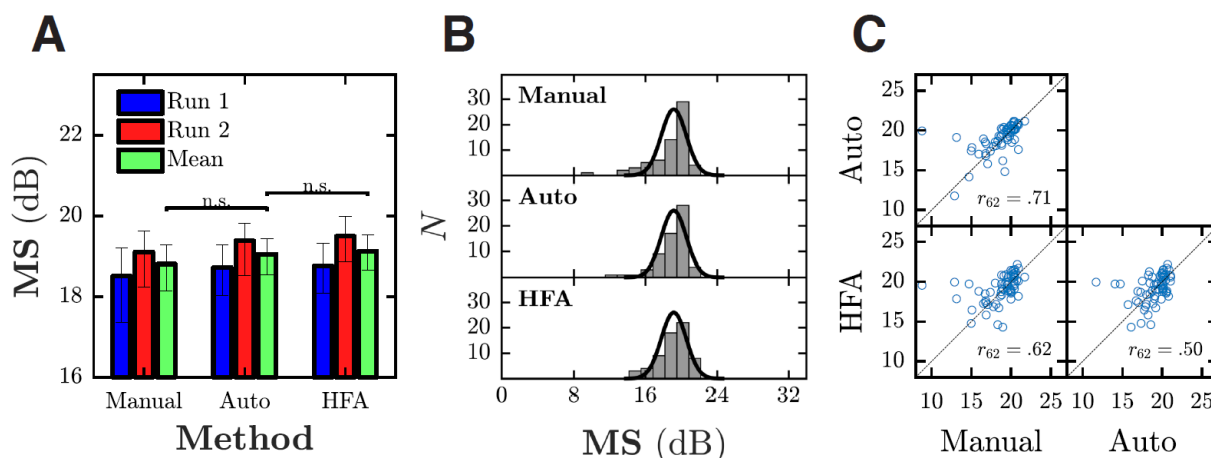 A
MS (dB)
22
20
18
16
Run 1
Run 2
Mean
n.s.
n.s.
Manual
Auto
HFA
Method
B
N
Manual
30
20
10
Auto
30
20
10
HFA
30
20
10
0
8
16
24
32
MS (dB)
C
Auto
25
20
15
10
r62 = .71
HFA
25
20
15
10
r62 = .62
r62 = .50
10 15 20 25
10 15 20 25
Manual
Auto